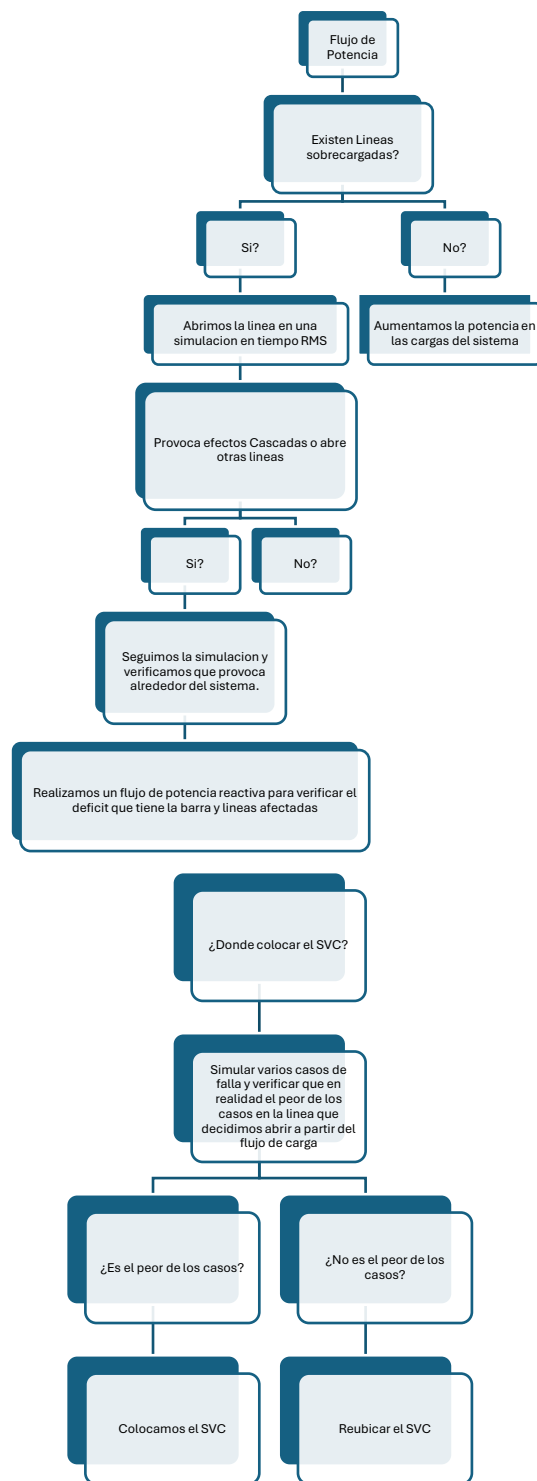 Flujo de
Potencia
Existen Lineas
sobrecargadas?
Si?
No?
Abrimos la linea en una
simulacion en tiempo RMS
Aumentamos la potencia en
las cargas del sistema
Provoca efectos Cascadas o abre
otras lineas
Si?
No?
Seguimos la simulacion y
verificamos que provoca
alrededor del sistema.
Realizamos un flujo de potencia reactiva para verificar el
deficit que tiene la barra y lineas afectadas
¿Donde colocar el SVC?
Simular varios casos de
falla y verificar que en
realidad el peor de los
casos en la linea que
decidimos abrir a partir del
flujo de carga
¿Es el peor de los casos?
¿No es el peor de los
casos?
Colocamos el SVC
Reubicar el SVC